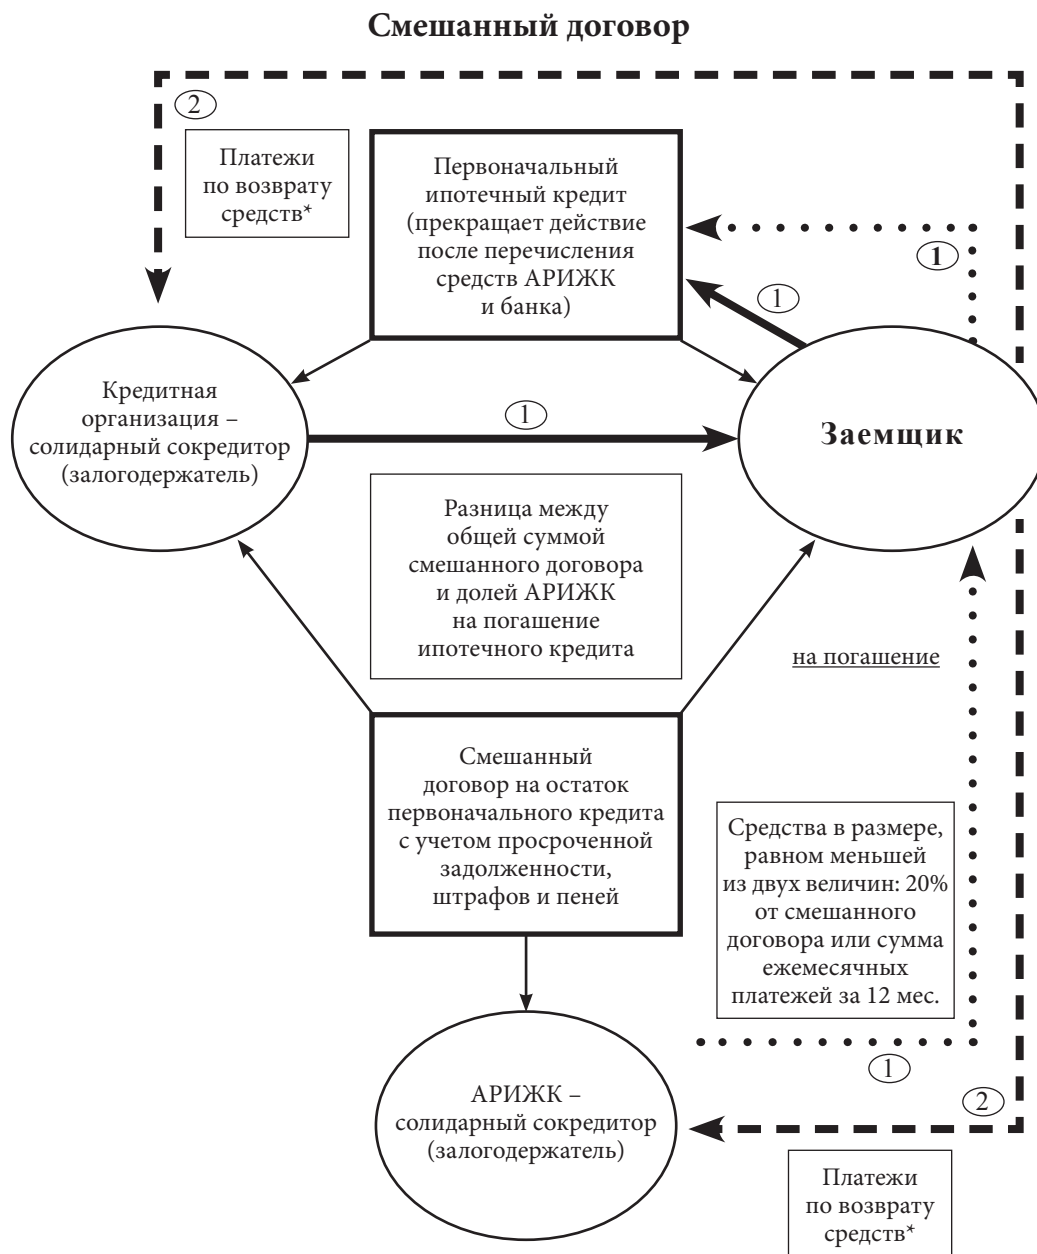 Смешанный договор
2
Платежи
по возврату
средств*
Первоначальный
ипотечный кредит
(прекращает действие
после перечисления
средств АРИЖК
и банка)
1
1
Кредитная
организация –
солидарный сокредитор
(залогодержатель)
1
Заемщик
Разница между
общей суммой
смешанного договора
и долей АРИЖК
на погашение
ипотечного кредита
на погашение
Смешанный
договор на остаток
первоначального кредита
с учетом просроченной
задолженности,
штрафов и пеней
Средства в размере,
равном меньшей
из двух величин: 20%
от смешанного
договора или сумма
ежемесячных
платежей за 12 мес.
1
АРИЖК –
солидарный сокредитор
(залогодержатель)
2
Платежи
по возврату
средств*